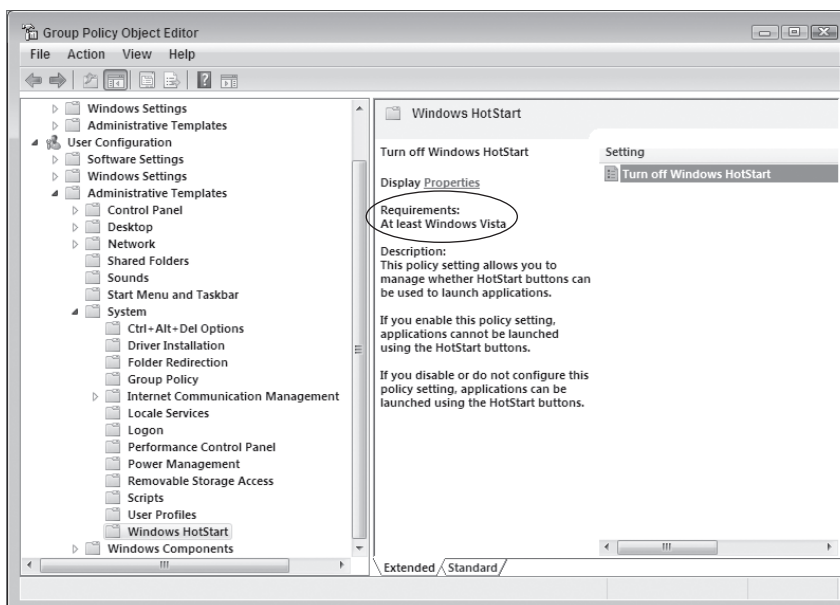 Group Policy Object Editor
File Action View Help
Windows Settings
Administrative Templates
User Configuration
Software Settings
Windows Settings
Administrative Templates
Control Panel
Desktop
Network
Shared Folders
Sounds
Start Menu and Taskbar
System
Ctrl+Alt+Del Options
Driver Installation
Folder Redirection
Group Policy
Internet Communication Management
Locale Services
Logon
Performance Control Panel
Power Management
Removable Storage Access
Scripts
User Profiles
Windows HotStart
Windows Components
Windows HotStart
Turn off Windows HotStart
Display Properties
Requirements:
At least Windows Vista
Description:
This policy setting allows you to
manage whether HotStart buttons can
be used to launch applications.
If you enable this policy setting,
applications cannot be launched
using the HotStart buttons.
If you disable or do not configure this
policy setting, applications can be
launched using the HotStart buttons.
Setting
Turn off Windows HotStart
Extended Standard